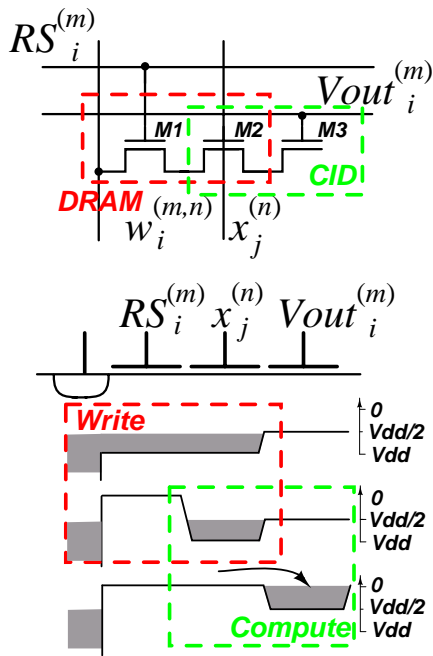 RS_i^(m)
Vout_i^(m)
M1 M2 M3
DRAM CID
w_i^(m,n) x_j^(n)
RS_i^(m) x_j^(n) Vout_i^(m)
Write
0
Vdd/2
Vdd
0
Vdd/2
Vdd
0
Vdd/2
Vdd
Compute